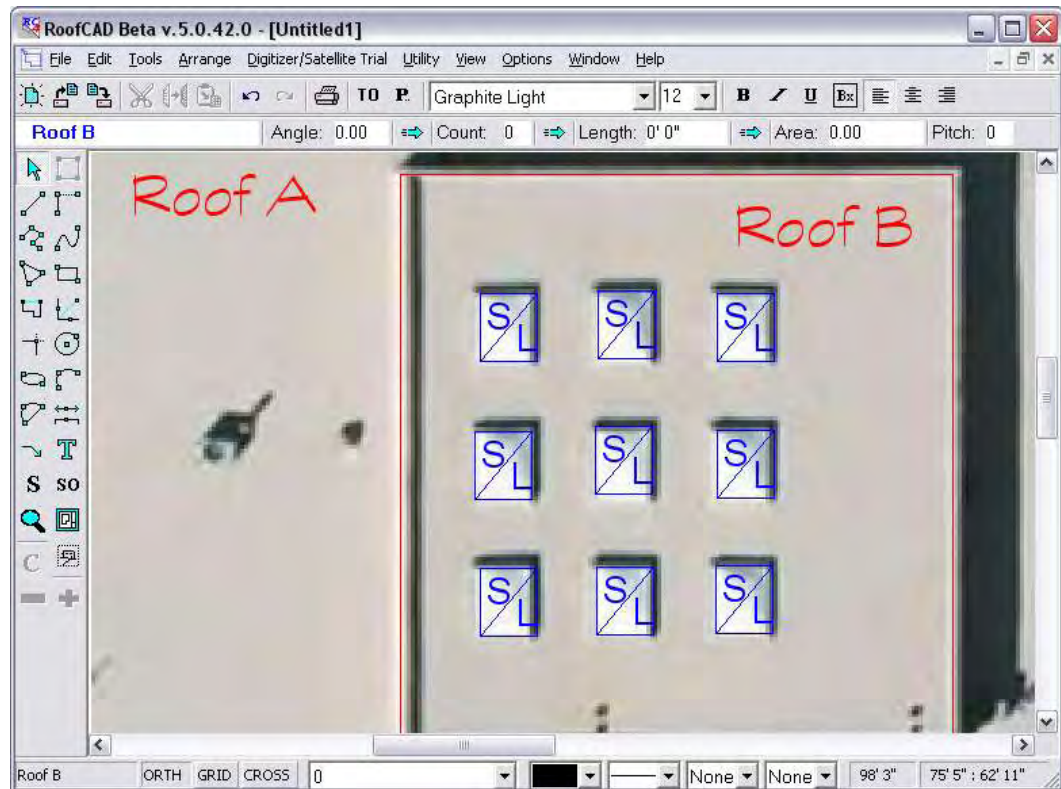 RoofCAD Beta v.5.0.42.0 - [Untitled1]
File Edit Tools Arrange Digitizer/Satellite Trial Utility View Options Window Help
TO P. Graphite Light 12 B I U Bx
Roof B Angle: 0.00 Count: 0 Length: 0' 0" Area: 0.00 Pitch: 0
Roof A
Roof B
S L S L S L
S L S L S L
S L S L S L
T
S SO
C
Roof B ORTH GRID CROSS 0 None None 98' 3" 75' 5" : 62' 11"